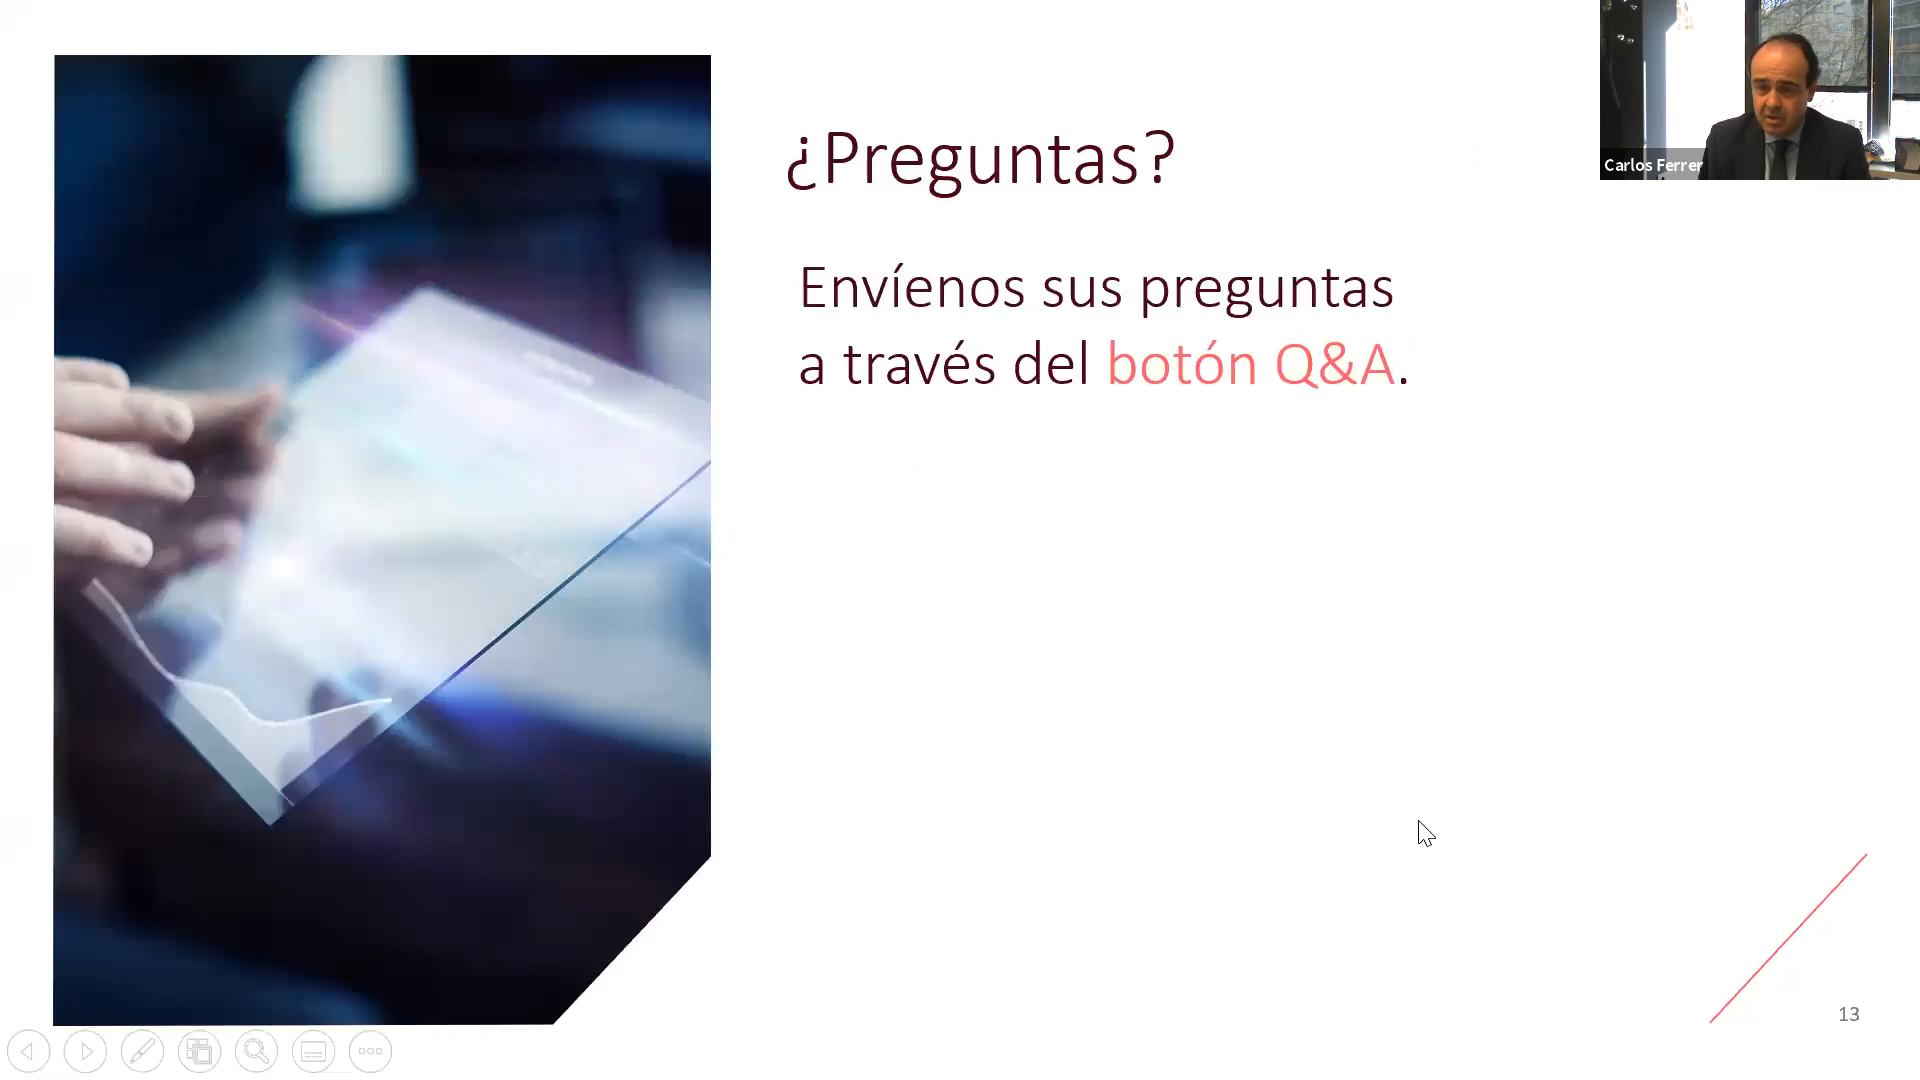 ¿Preguntas?
Envíenos sus preguntas
a través del botón Q&A.
Carlos Ferrer
13